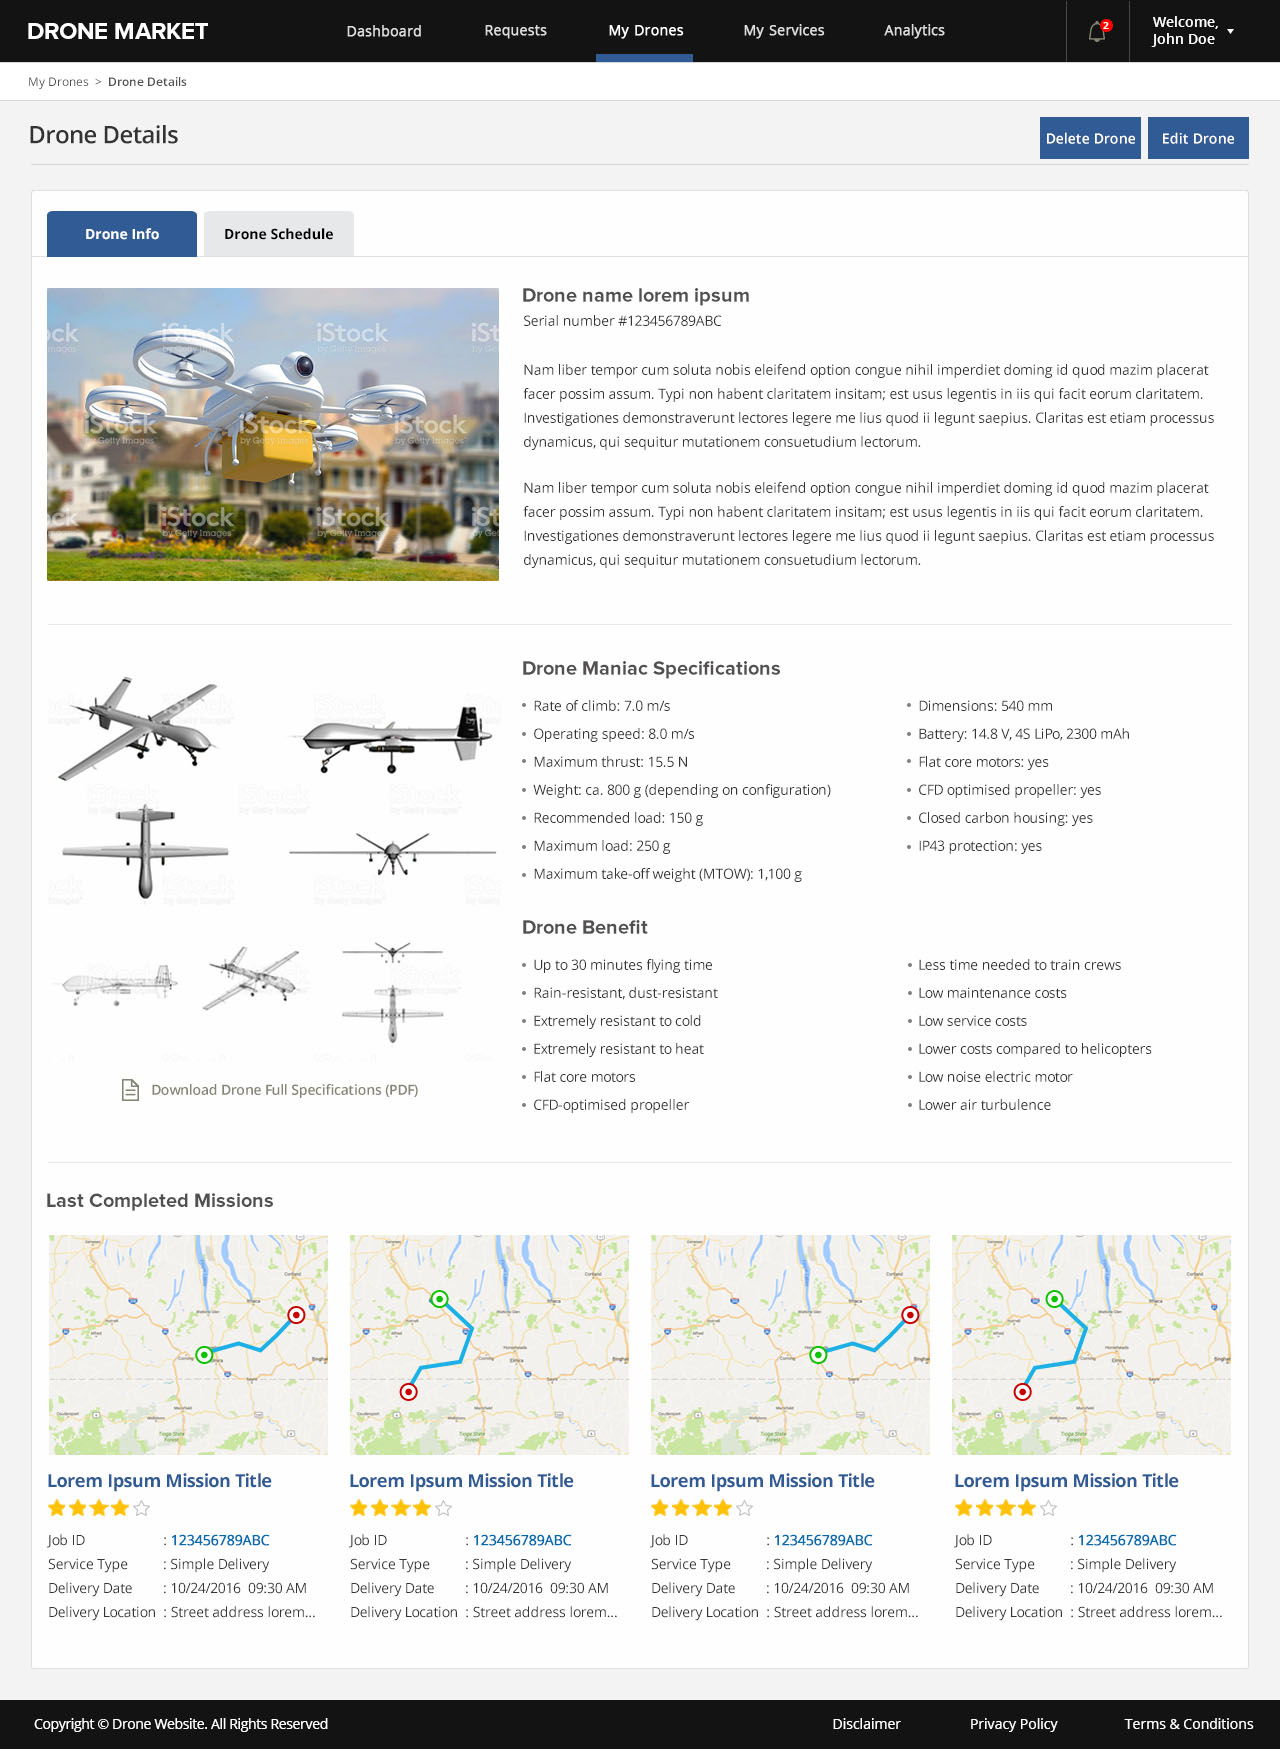 DRONE MARKET
Dashboard
Requests
My Drones
My Services
Analytics
2
Welcome,
John Doe
My Drones > Drone Details
Drone Details
Delete Drone
Edit Drone
Drone Info
Drone Schedule
iStock
by Getty Images
Drone name lorem ipsum
Serial number #123456789ABC
Nam liber tempor cum soluta nobis eleifend option congue nihil imperdiet doming id quod mazim placerat
facer possim assum. Typi non habent claritatem insitam; est usus legentis in iis qui facit eorum claritatem.
Investigationes demonstraverunt lectores legere me lius quod ii legunt saepius. Claritas est etiam processus
dynamicus, qui sequitur mutationem consuetudium lectorum.
Nam liber tempor cum soluta nobis eleifend option congue nihil imperdiet doming id quod mazim placerat
facer possim assum. Typi non habent claritatem insitam; est usus legentis in iis qui facit eorum claritatem.
Investigationes demonstraverunt lectores legere me lius quod ii legunt saepius. Claritas est etiam processus
dynamicus, qui sequitur mutationem consuetudium lectorum.
Drone Maniac Specifications
• Rate of climb: 7.0 m/s
• Operating speed: 8.0 m/s
• Maximum thrust: 15.5 N
• Weight: ca. 800 g (depending on configuration)
• Recommended load: 150 g
• Maximum load: 250 g
• Maximum take-off weight (MTOW): 1,100 g
• Dimensions: 540 mm
• Battery: 14.8 V, 4S LiPo, 2300 mAh
• Flat core motors: yes
• CFD optimised propeller: yes
• Closed carbon housing: yes
• IP43 protection: yes
Drone Benefit
• Up to 30 minutes flying time
• Rain-resistant, dust-resistant
• Extremely resistant to cold
• Extremely resistant to heat
• Flat core motors
• CFD-optimised propeller
• Less time needed to train crews
• Low maintenance costs
• Low service costs
• Lower costs compared to helicopters
• Low noise electric motor
• Lower air turbulence
Download Drone Full Specifications (PDF)
Last Completed Missions
Lorem Ipsum Mission Title
Job ID : 123456789ABC
Service Type : Simple Delivery
Delivery Date : 10/24/2016 09:30 AM
Delivery Location : Street address lorem...
Lorem Ipsum Mission Title
Job ID : 123456789ABC
Service Type : Simple Delivery
Delivery Date : 10/24/2016 09:30 AM
Delivery Location : Street address lorem...
Lorem Ipsum Mission Title
Job ID : 123456789ABC
Service Type : Simple Delivery
Delivery Date : 10/24/2016 09:30 AM
Delivery Location : Street address lorem...
Lorem Ipsum Mission Title
Job ID : 123456789ABC
Service Type : Simple Delivery
Delivery Date : 10/24/2016 09:30 AM
Delivery Location : Street address lorem...
Copyright © Drone Website. All Rights Reserved
Disclaimer
Privacy Policy
Terms & Conditions